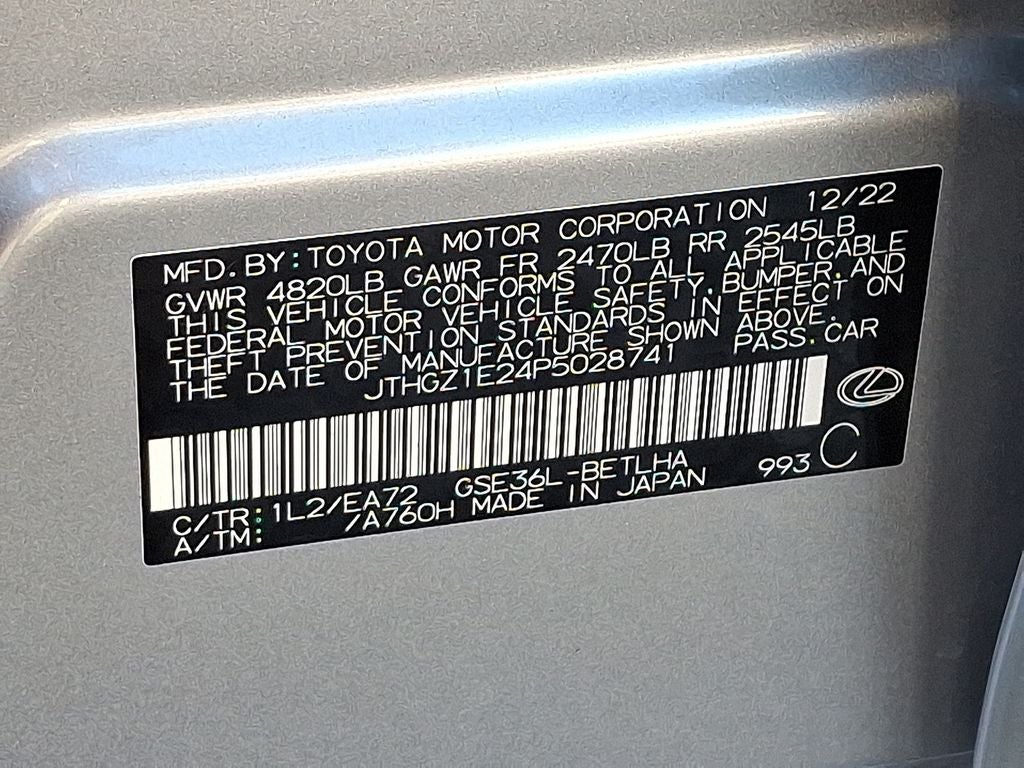 MFD.BY:TOYOTA MOTOR CORPORATION 12/22
GVWR 4820LB GAWR FR 2470LB RR 2545LB
THIS VEHICLE CONFORMS TO ALL APPLICABLE
FEDERAL MOTOR VEHICLE SAFETY,BUMPER,AND
THEFT PREVENTION STANDARDS IN EFFECT ON
THE DATE OF MANUFACTURE SHOWN ABOVE.
JTHGZ1E24P5028741 PASS.CAR
C/TR:1L2/EA72 GSE36L-BETLHA 993 C
A/TM: /A760H MADE IN JAPAN